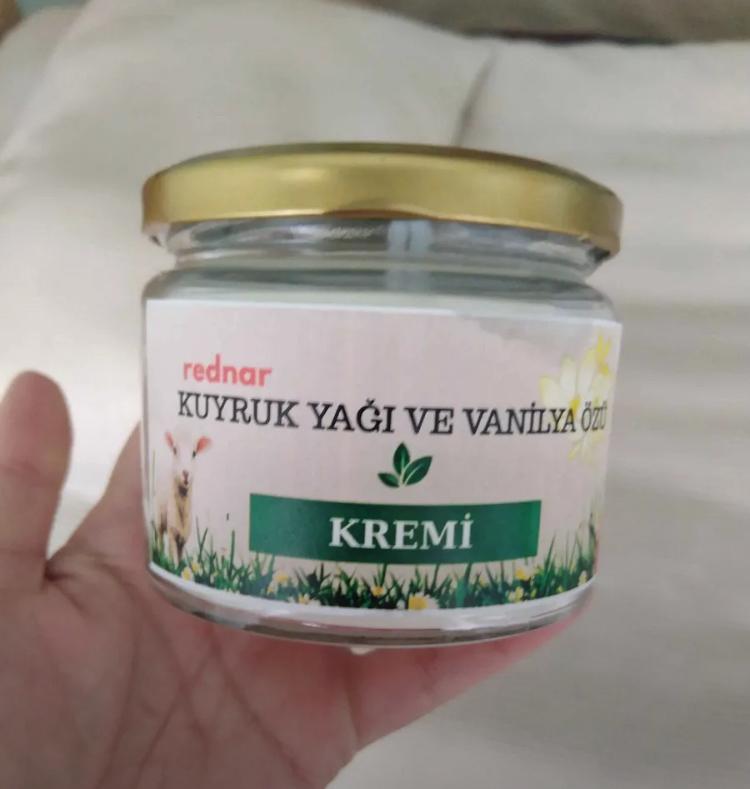 rednar
KUYRUK YAĞI VE VANİLYA ÖZÜ
KREMİ